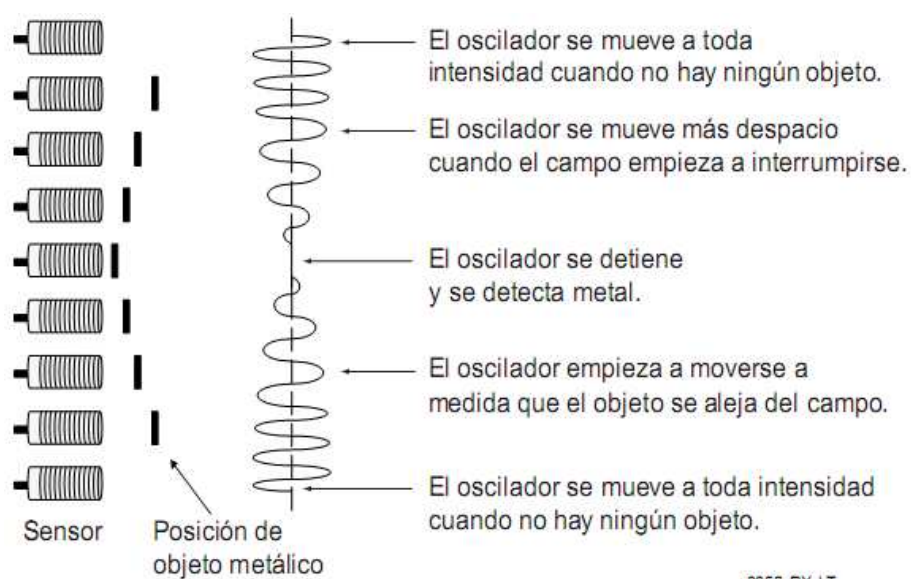 El oscilador se mueve a toda
intensidad cuando no hay ningún objeto.
El oscilador se mueve más despacio
cuando el campo empieza a interrumpirse.
El oscilador se detiene
y se detecta metal.
El oscilador empieza a moverse a
medida que el objeto se aleja del campo.
El oscilador se mueve a toda intensidad
cuando no hay ningún objeto.
Sensor
Posición de
objeto metálico